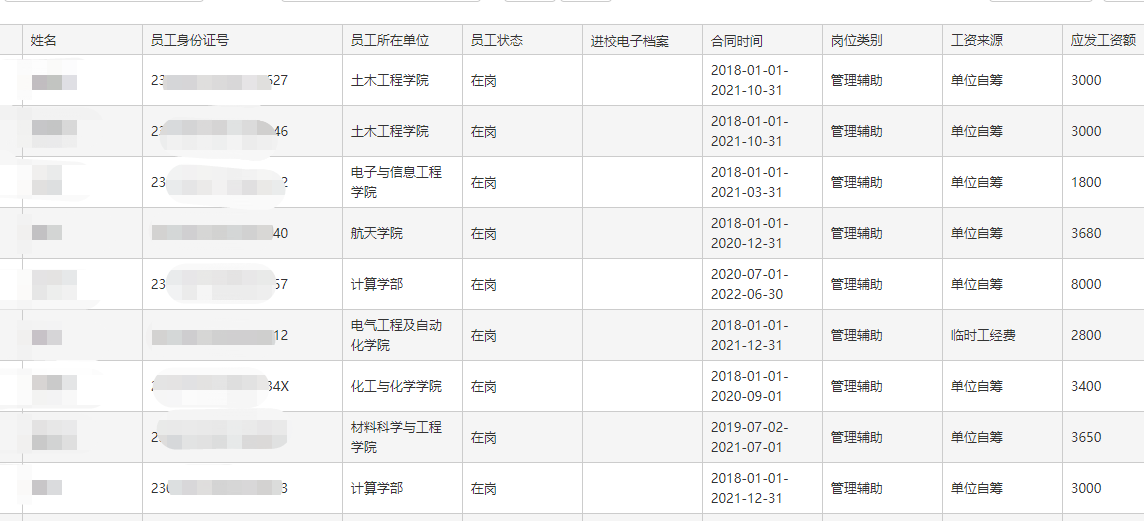 姓名 员工身份证号 员工所在单位 员工状态 进校电子档案 合同时间 岗位类别 工资来源 应发工资额
23 627 土木工程学院 在岗 2018-01-01- 管理辅助 单位自筹 3000
2021-10-31
2 46 土木工程学院 在岗 2018-01-01- 管理辅助 单位自筹 3000
2021-10-31
23 2 电子与信息工程 在岗 2018-01-01- 管理辅助 单位自筹 1800
学院 2021-03-31
40 航天学院 在岗 2018-01-01- 管理辅助 单位自筹 3680
2020-12-31
23 67 计算学部 在岗 2020-07-01- 管理辅助 单位自筹 8000
2022-06-30
12 电气工程及自动 在岗 2018-01-01- 管理辅助 临时工经费 2800
化学院 2021-12-31
34X 化工与化学学院 在岗 2018-01-01- 管理辅助 单位自筹 3400
2020-09-01
2 材料科学与工程 在岗 2019-07-02- 管理辅助 单位自筹 3650
学院 2021-07-01
230 3 计算学部 在岗 2018-01-01- 管理辅助 单位自筹 3000
2021-12-31